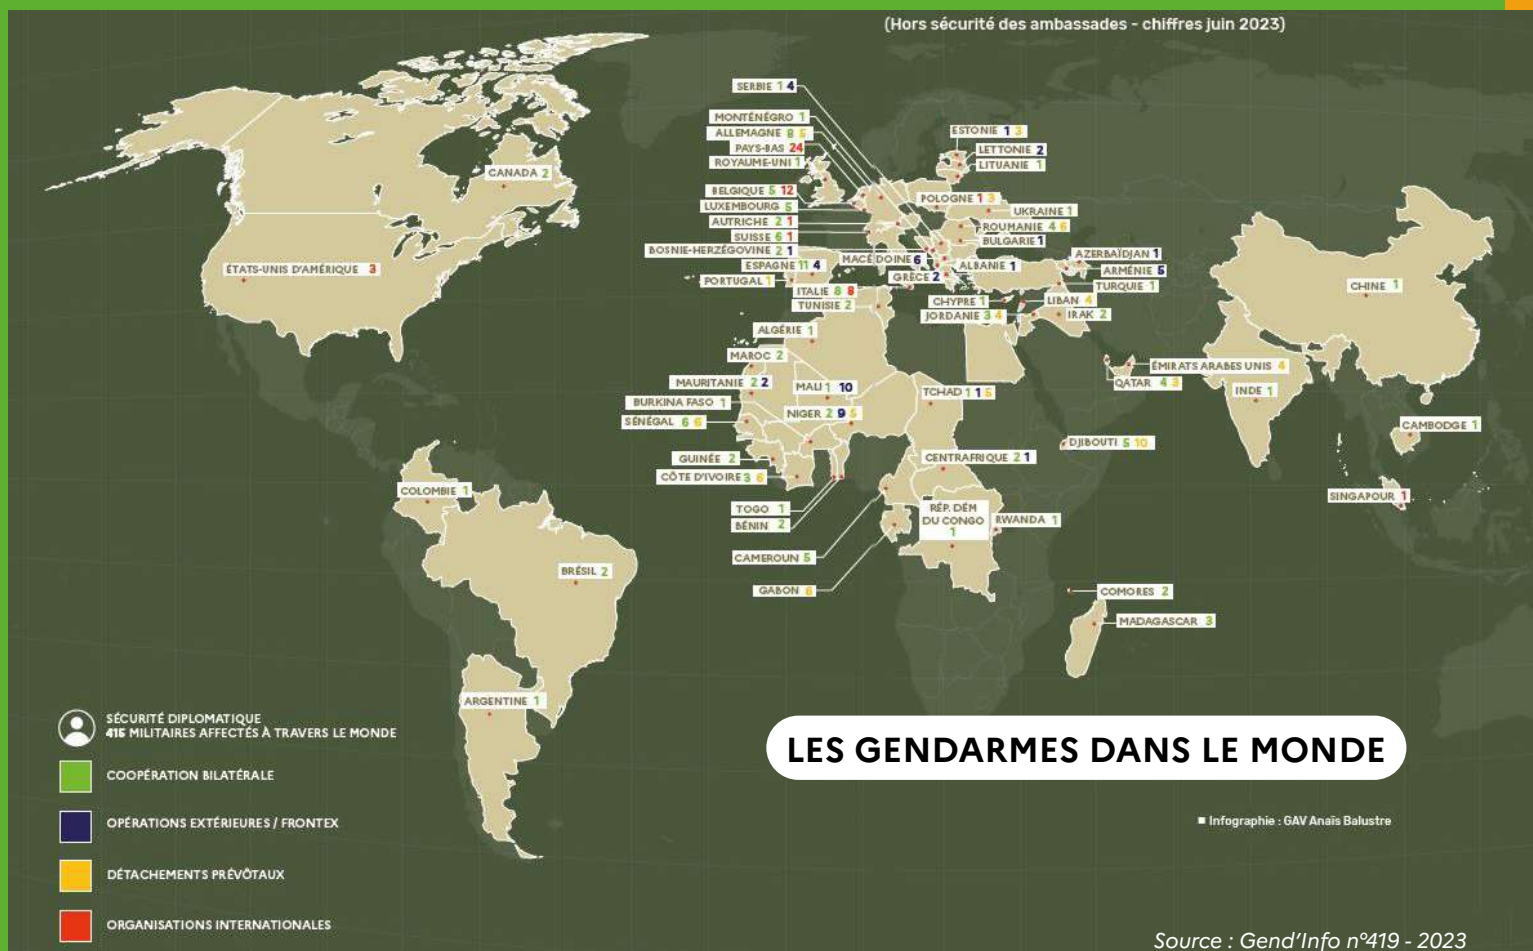 (Hors sécurité des ambassades - chiffres juin 2023)
SERBIE 1 4
MONTÉNÉGRO 1
ALLEMAGNE 8 5
PAYS-BAS 24
ROYAUME-UNI 1
BELGIQUE 5 12
LUXEMBOURG 5
AUTRICHE 2 1
SUISSE 6 1
BOSNIE-HERZÉGOVINE 2 1
ESPAGNE 11 4
PORTUGAL 1
ITALIE 8 8
TUNISIE 2
ESTONIE 1 3
LETTONIE 2
LITUANIE 1
POLOGNE 1 3
UKRAINE 1
ROUMANIE 4 6
BULGARIE 1
MACÉDOINE 6
ALBANIE 1
GRÈCE 2
AZERBAÏDJAN 1
ARMÉNIE 5
TURQUIE 1
CHYPRE 1
LIBAN 4
JORDANIE 3 4
IRAK 2
CANADA 2
ÉTATS-UNIS D'AMÉRIQUE 3
CHINE 1
ALGÉRIE 1
MAROC 2
MAURITANIE 2 2
MALI 1 10
BURKINA FASO 1
NIGER 2 9 5
SÉNÉGAL 6 6
TCHAD 1 1 5
ÉMIRATS ARABES UNIS 4
QATAR 4 3
INDE 1
CAMBODGE 1
DJIBOUTI 5 10
GUINÉE 2
CÔTE D'IVOIRE 3 6
CENTRAFRIQUE 2 1
TOGO 1
BÉNIN 2
RÉP. DÉM
DU CONGO
1
RWANDA 1
SINGAPOUR 1
CAMEROUN 5
GABON 6
COMORES 2
MADAGASCAR 3
COLOMBIE 1
BRÉSIL 2
ARGENTINE 1
SÉCURITÉ DIPLOMATIQUE
415 MILITAIRES AFFECTÉS À TRAVERS LE MONDE
COOPÉRATION BILATÉRALE
OPÉRATIONS EXTÉRIEURES / FRONTEX
DÉTACHEMENTS PRÉVÔTAUX
ORGANISATIONS INTERNATIONALES
LES GENDARMES DANS LE MONDE
Infographie : GAV Anaïs Balustre
Source : Gend'Info n°419 - 2023